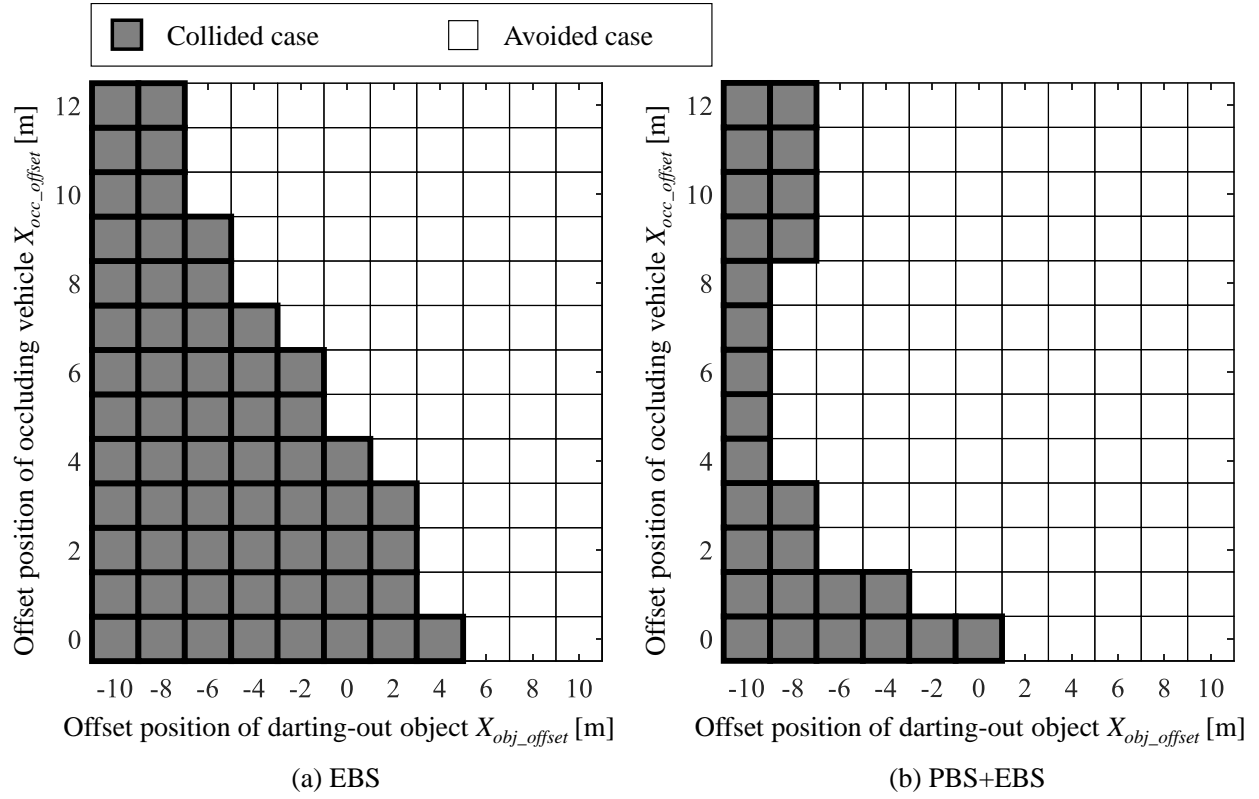 Collided case
Avoided case
Offset position of occluding vehicle X_occ_offset [m]
12
10
8
6
4
2
0
-10 -8 -6 -4 -2 0 2 4 6 8 10
Offset position of darting-out object X_obj_offset [m]
(a) EBS
Offset position of occluding vehicle X_occ_offset [m]
12
10
8
6
4
2
0
-10 -8 -6 -4 -2 0 2 4 6 8 10
Offset position of darting-out object X_obj_offset [m]
(b) PBS+EBS